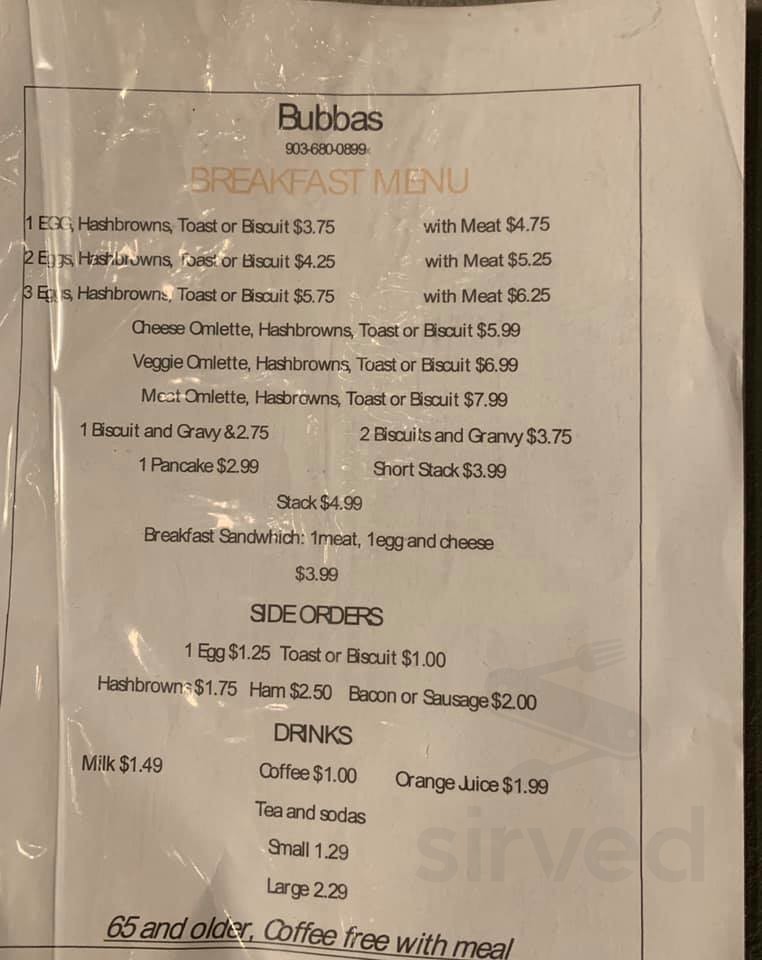 Bubbas
903-680-0899
BREAKFAST MENU
1 EGG, Hashbrowns, Toast or Biscuit $3.75 with Meat $4.75
2 Eggs, Hashbrowns, Toast or Biscuit $4.25 with Meat $5.25
3 Eggs, Hashbrowns, Toast or Biscuit $5.75 with Meat $6.25
Cheese Omlette, Hashbrowns, Toast or Biscuit $5.99
Veggie Omlette, Hashbrowns, Toast or Biscuit $6.99
Meat Omlette, Hasbrowns, Toast or Biscuit $7.99
1 Biscuit and Gravy &2.75 2 Biscuits and Granvy $3.75
1 Pancake $2.99 Short Stack $3.99
Stack $4.99
Breakfast Sandwhich: 1meat, 1egg and cheese
$3.99
SIDE ORDERS
1 Egg $1.25 Toast or Biscuit $1.00
Hashbrowns $1.75 Ham $2.50 Bacon or Sausage $2.00
DRINKS
Milk $1.49 Coffee $1.00 Orange Juice $1.99
Tea and sodas
Small 1.29
Large 2.29
65 and older, Coffee free with meal
sirved